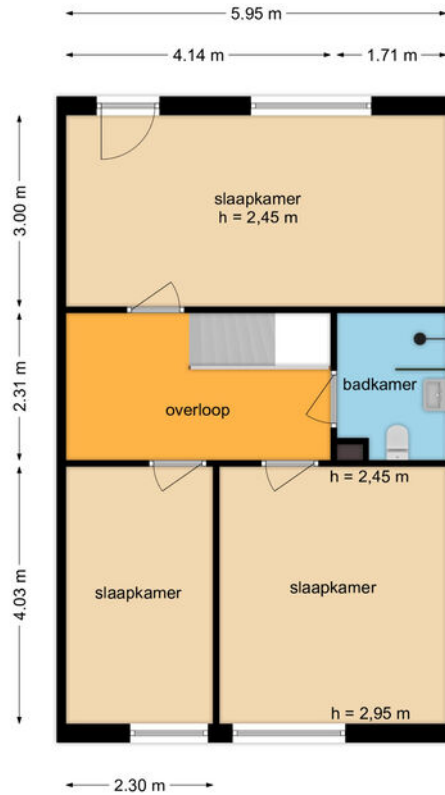 5.95 m
4.14 m
1.71 m
3.00 m
slaapkamer
h = 2,45 m
2.31 m
badkamer
overloop
h = 2,45 m
4.03 m
slaapkamer
slaapkamer
h = 2,95 m
2.30 m